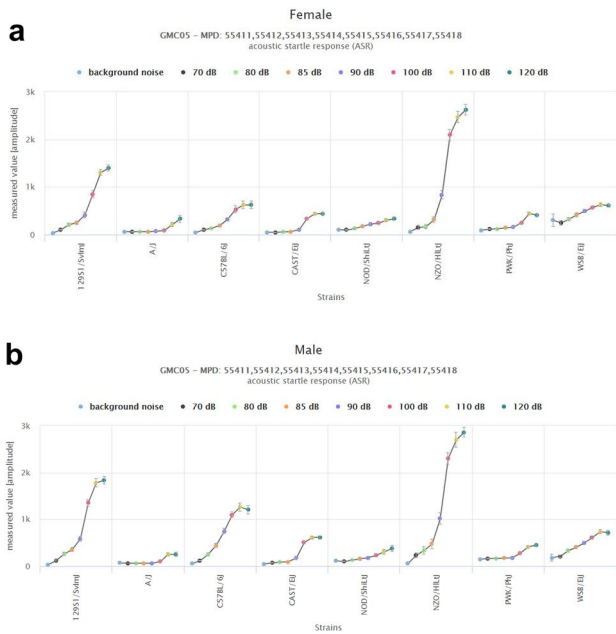 a
Female
GMC05 - MPD: 55411,55412,55413,55414,55415,55416,55417,55418
acoustic startle response (ASR)
background noise 70 dB 80 dB 85 dB 90 dB 100 dB 110 dB 120 dB
measured value [amplitude]
3k
2k
1k
0
129S1/SvImJ
A/J
C57BL/6J
CAST/EiJ
NOD/ShiLtJ
NZO/HlLtJ
PWK/PhJ
WSB/EiJ
Strains
b
Male
GMC05 - MPD: 55411,55412,55413,55414,55415,55416,55417,55418
acoustic startle response (ASR)
background noise 70 dB 80 dB 85 dB 90 dB 100 dB 110 dB 120 dB
measured value [amplitude]
3k
2k
1k
0
129S1/SvImJ
A/J
C57BL/6J
CAST/EiJ
NOD/ShiLtJ
NZO/HlLtJ
PWK/PhJ
WSB/EiJ
Strains